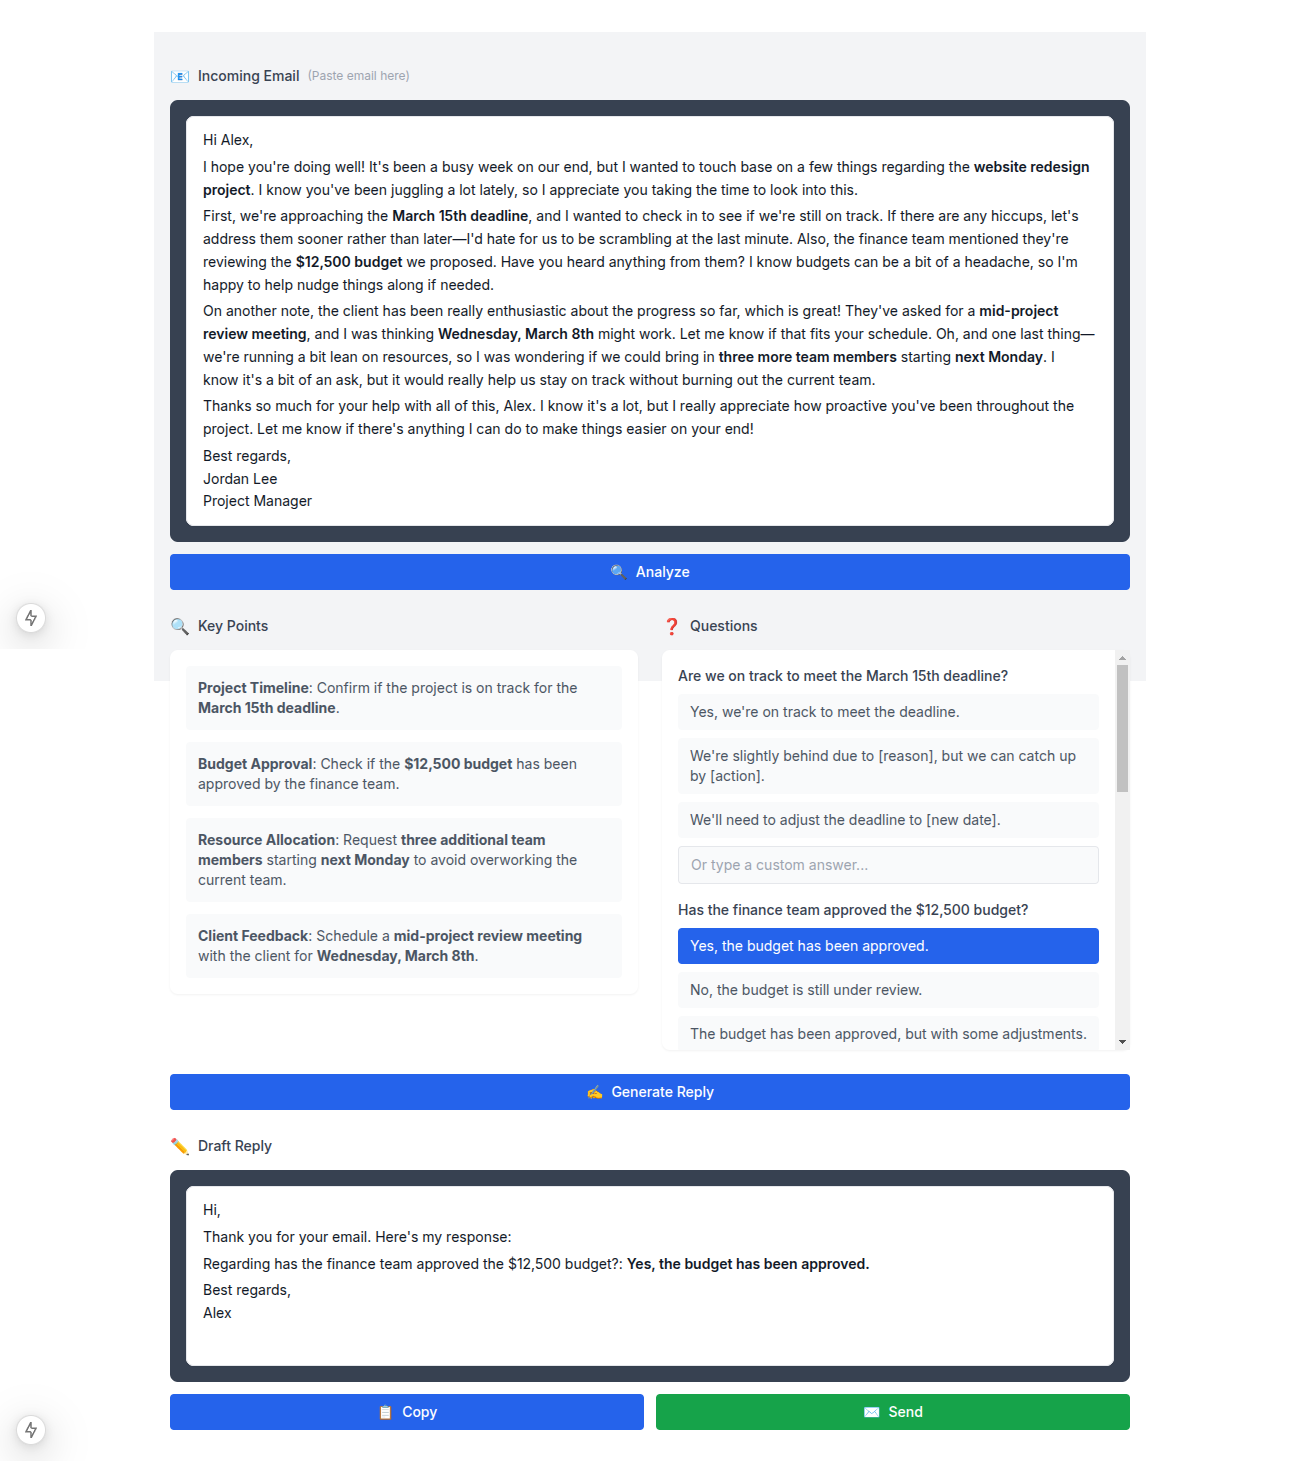 Incoming Email (Paste email here)
Hi Alex,
I hope you're doing well! It's been a busy week on our end, but I wanted to touch base on a few things regarding the website redesign
project. I know you've been juggling a lot lately, so I appreciate you taking the time to look into this.
First, we're approaching the March 15th deadline, and I wanted to check in to see if we're still on track. If there are any hiccups, let's
address them sooner rather than later—I'd hate for us to be scrambling at the last minute. Also, the finance team mentioned they're
reviewing the $12,500 budget we proposed. Have you heard anything from them? I know budgets can be a bit of a headache, so I'm
happy to help nudge things along if needed.
On another note, the client has been really enthusiastic about the progress so far, which is great! They've asked for a mid-project
review meeting, and I was thinking Wednesday, March 8th might work. Let me know if that fits your schedule. Oh, and one last thing—
we're running a bit lean on resources, so I was wondering if we could bring in three more team members starting next Monday. I
know it's a bit of an ask, but it would really help us stay on track without burning out the current team.
Thanks so much for your help with all of this, Alex. I know it's a lot, but I really appreciate how proactive you've been throughout the
project. Let me know if there's anything I can do to make things easier on your end!
Best regards,
Jordan Lee
Project Manager
Analyze
Key Points
Project Timeline: Confirm if the project is on track for the
March 15th deadline.
Budget Approval: Check if the $12,500 budget has been
approved by the finance team.
Resource Allocation: Request three additional team
members starting next Monday to avoid overworking the
current team.
Client Feedback: Schedule a mid-project review meeting
with the client for Wednesday, March 8th.
Questions
Are we on track to meet the March 15th deadline?
Yes, we're on track to meet the deadline.
We're slightly behind due to [reason], but we can catch up
by [action].
We'll need to adjust the deadline to [new date].
Or type a custom answer...
Has the finance team approved the $12,500 budget?
Yes, the budget has been approved.
No, the budget is still under review.
The budget has been approved, but with some adjustments.
Generate Reply
Draft Reply
Hi,
Thank you for your email. Here's my response:
Regarding has the finance team approved the $12,500 budget?: Yes, the budget has been approved.
Best regards,
Alex
Copy
Send